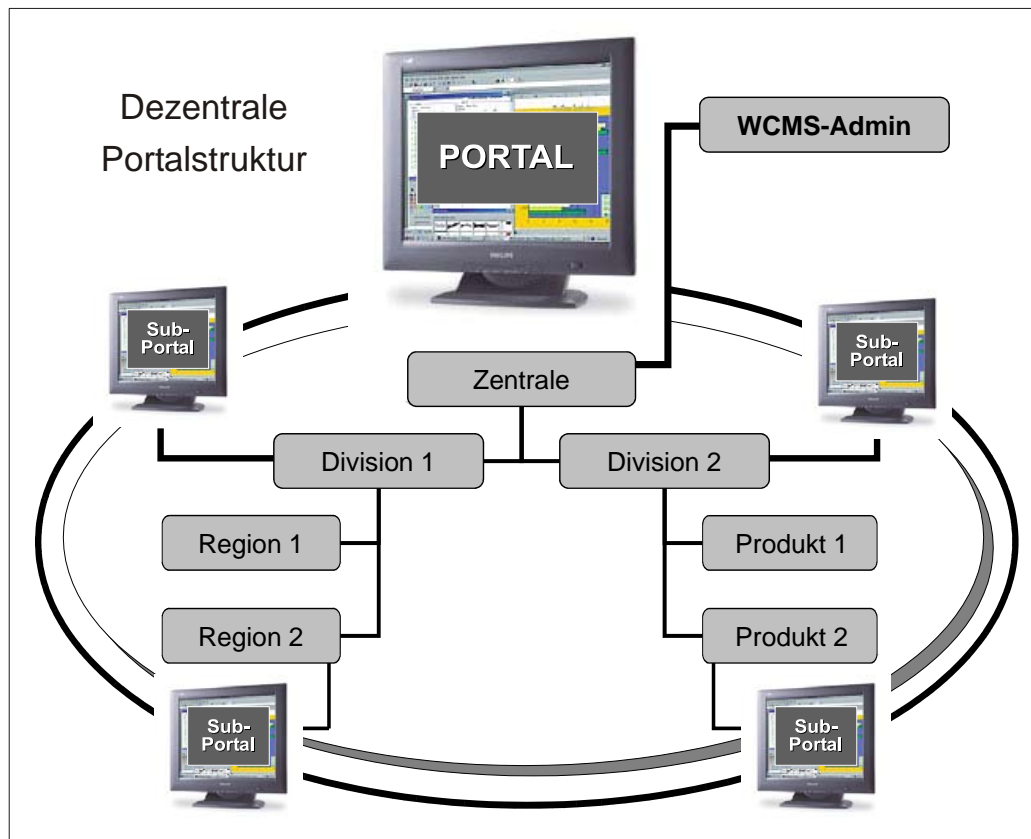 Dezentrale
Portalstruktur
PORTAL
WCMS-Admin
Sub-
Portal
Sub-
Portal
Zentrale
Division 1
Division 2
Region 1
Produkt 1
Region 2
Produkt 2
Sub-
Portal
Sub-
Portal